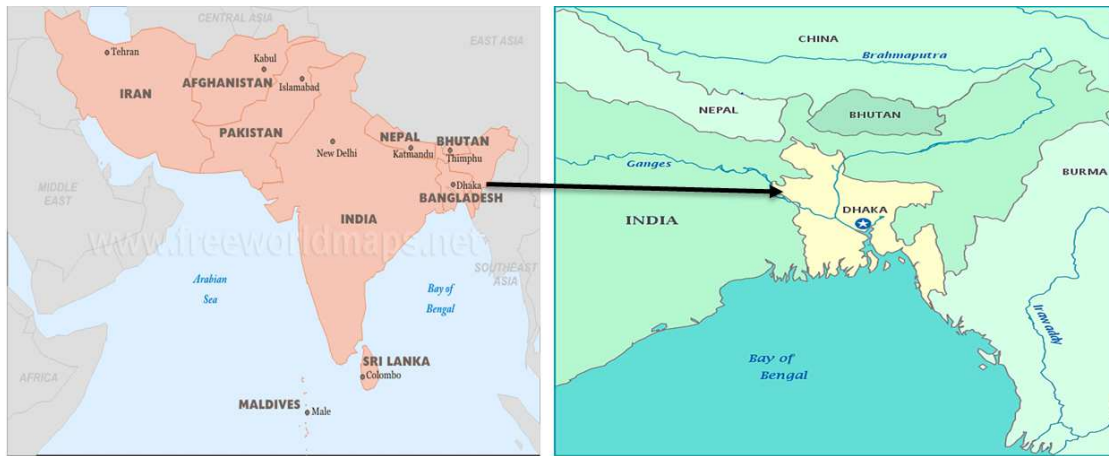 CENTRAL ASIA
EAST ASIA
Tehran
Kabul
AFGHANISTAN
Islamabad
IRAN
PAKISTAN
NEPAL
BHUTAN
New Delhi
Katmandu
Thimphu
MIDDLE
EAST
Dhaka
BANGLADESH
INDIA
www.freeworldmaps.net
SOUTHEAST
ASIA
Arabian
Sea
Bay of
Bengal
SRI LANKA
Colombo
AFRICA
MALDIVES
Male
CHINA
Brahmaputra
NEPAL
BHUTAN
Ganges
BURMA
INDIA
DHAKA
Irawaddy
Bay of
Bengal